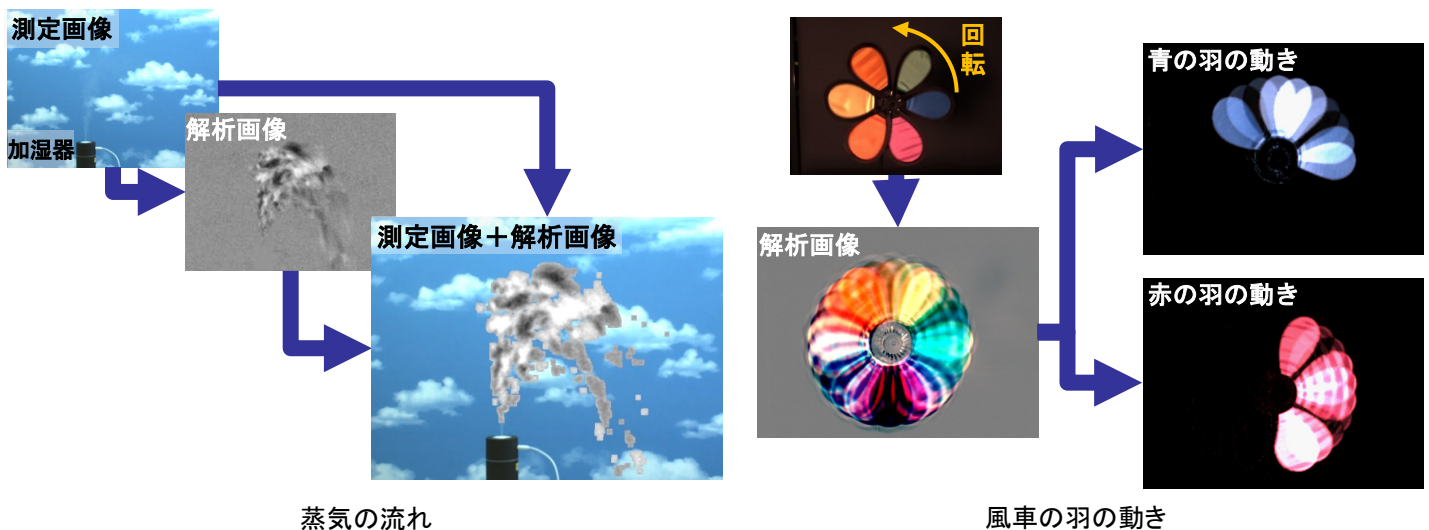 測定画像
加湿器
解析画像
測定画像＋解析画像
蒸気の流れ
回転
解析画像
青の羽の動き
赤の羽の動き
風車の羽の動き